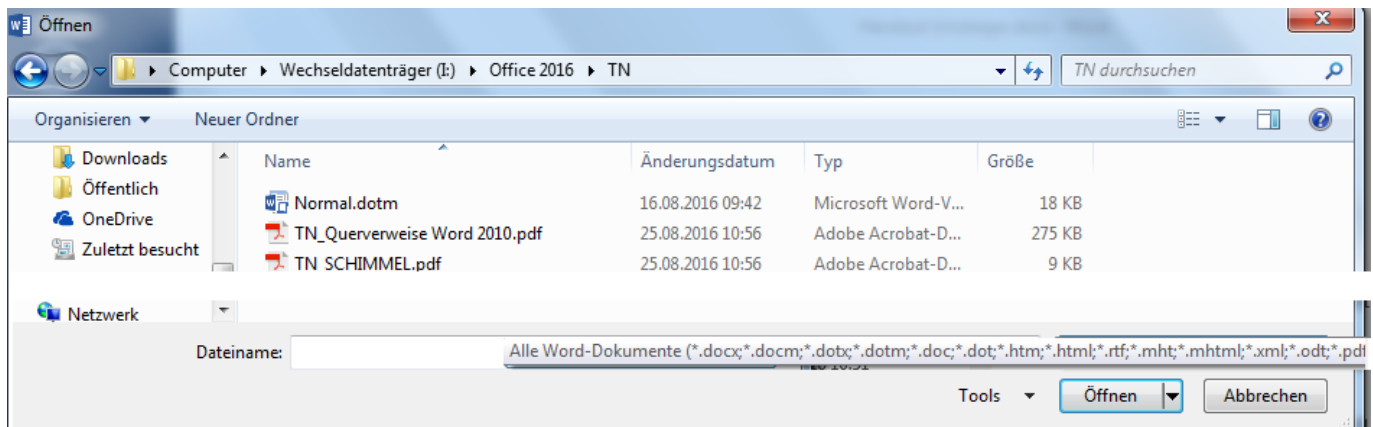 Öffnen
Computer Wechseldatenträger (I:) Office 2016 TN TN durchsuchen
Organisieren Neuer Ordner
Downloads Name Änderungsdatum Typ Größe
Öffentlich Normal.dotm 16.08.2016 09:42 Microsoft Word-V... 18 KB
OneDrive TN_Querverweise Word 2010.pdf 25.08.2016 10:56 Adobe Acrobat-D... 275 KB
Zuletzt besucht TN_SCHIMMEL.pdf 25.08.2016 10:56 Adobe Acrobat-D... 9 KB
Netzwerk
Dateiname: Alle Word-Dokumente (*.docx;*.docm;*.dotx;*.dotm;*.doc;*.dot;*.htm;*.html;*.rtf;*.mht;*.mhtml;*.xml;*.odt;*.pdf
Tools Öffnen Abbrechen